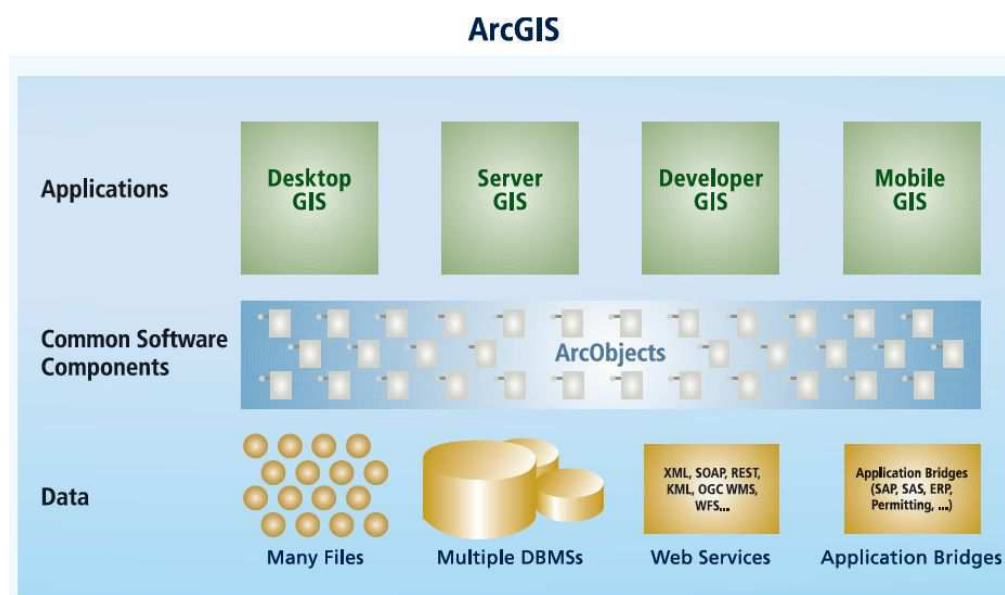 ArcGIS
Applications
Desktop
GIS
Server
GIS
Developer
GIS
Mobile
GIS
Common Software
Components
ArcObjects
Data
Many Files
Multiple DBMSs
XML, SOAP, REST,
KML, OGC WMS,
WFS...
Web Services
Application Bridges
(SAP, SAS, ERP,
Permitting, ...)
Application Bridges